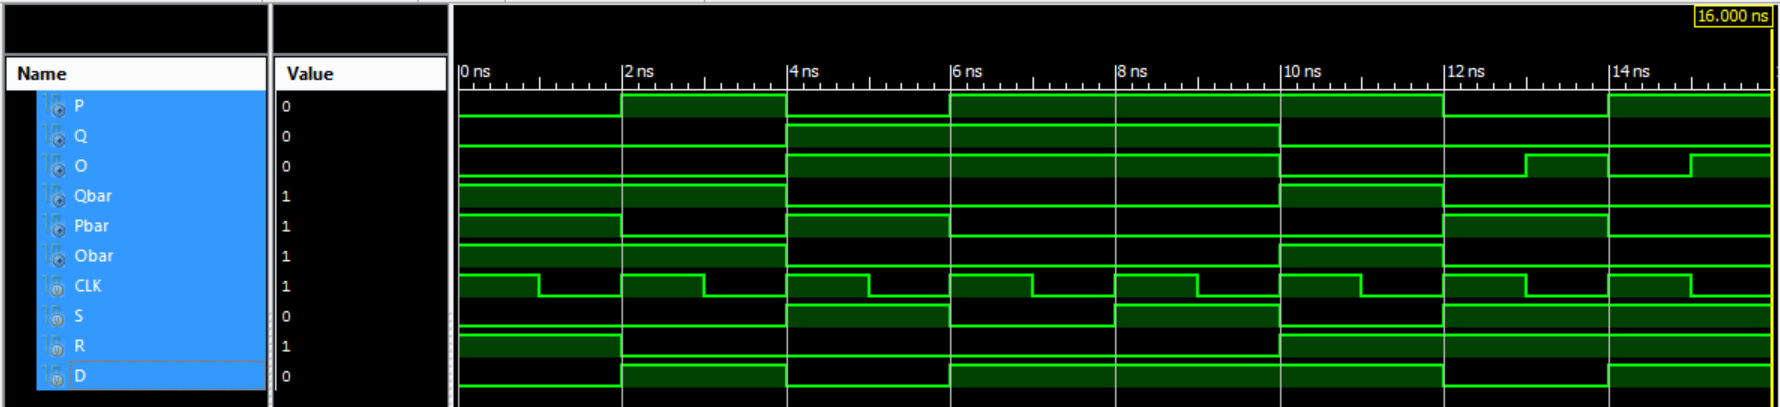 16.000 ns
Name Value 0 ns 2 ns 4 ns 6 ns 8 ns 10 ns 12 ns 14 ns
P 0
Q 0
O 0
Qbar 1
Pbar 1
Obar 1
CLK 1
S 0
R 1
D 0